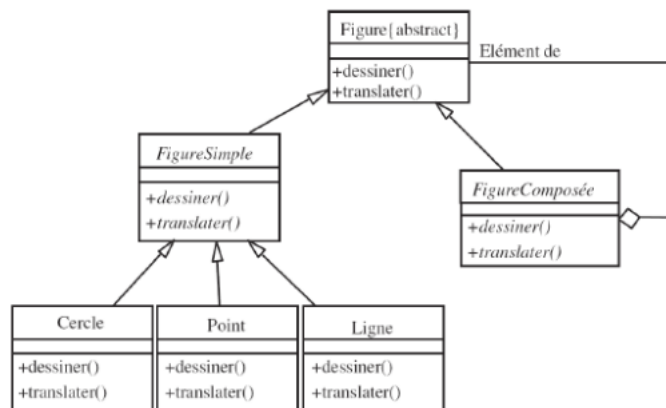 Figure{abstract}
+dessiner()
+translater()
Elément de
FigureSimple
+dessiner()
+translater()
FigureComposée
+dessiner()
+translater()
Cercle
+dessiner()
+translater()
Point
+dessiner()
+translater()
Ligne
+dessiner()
+translater()